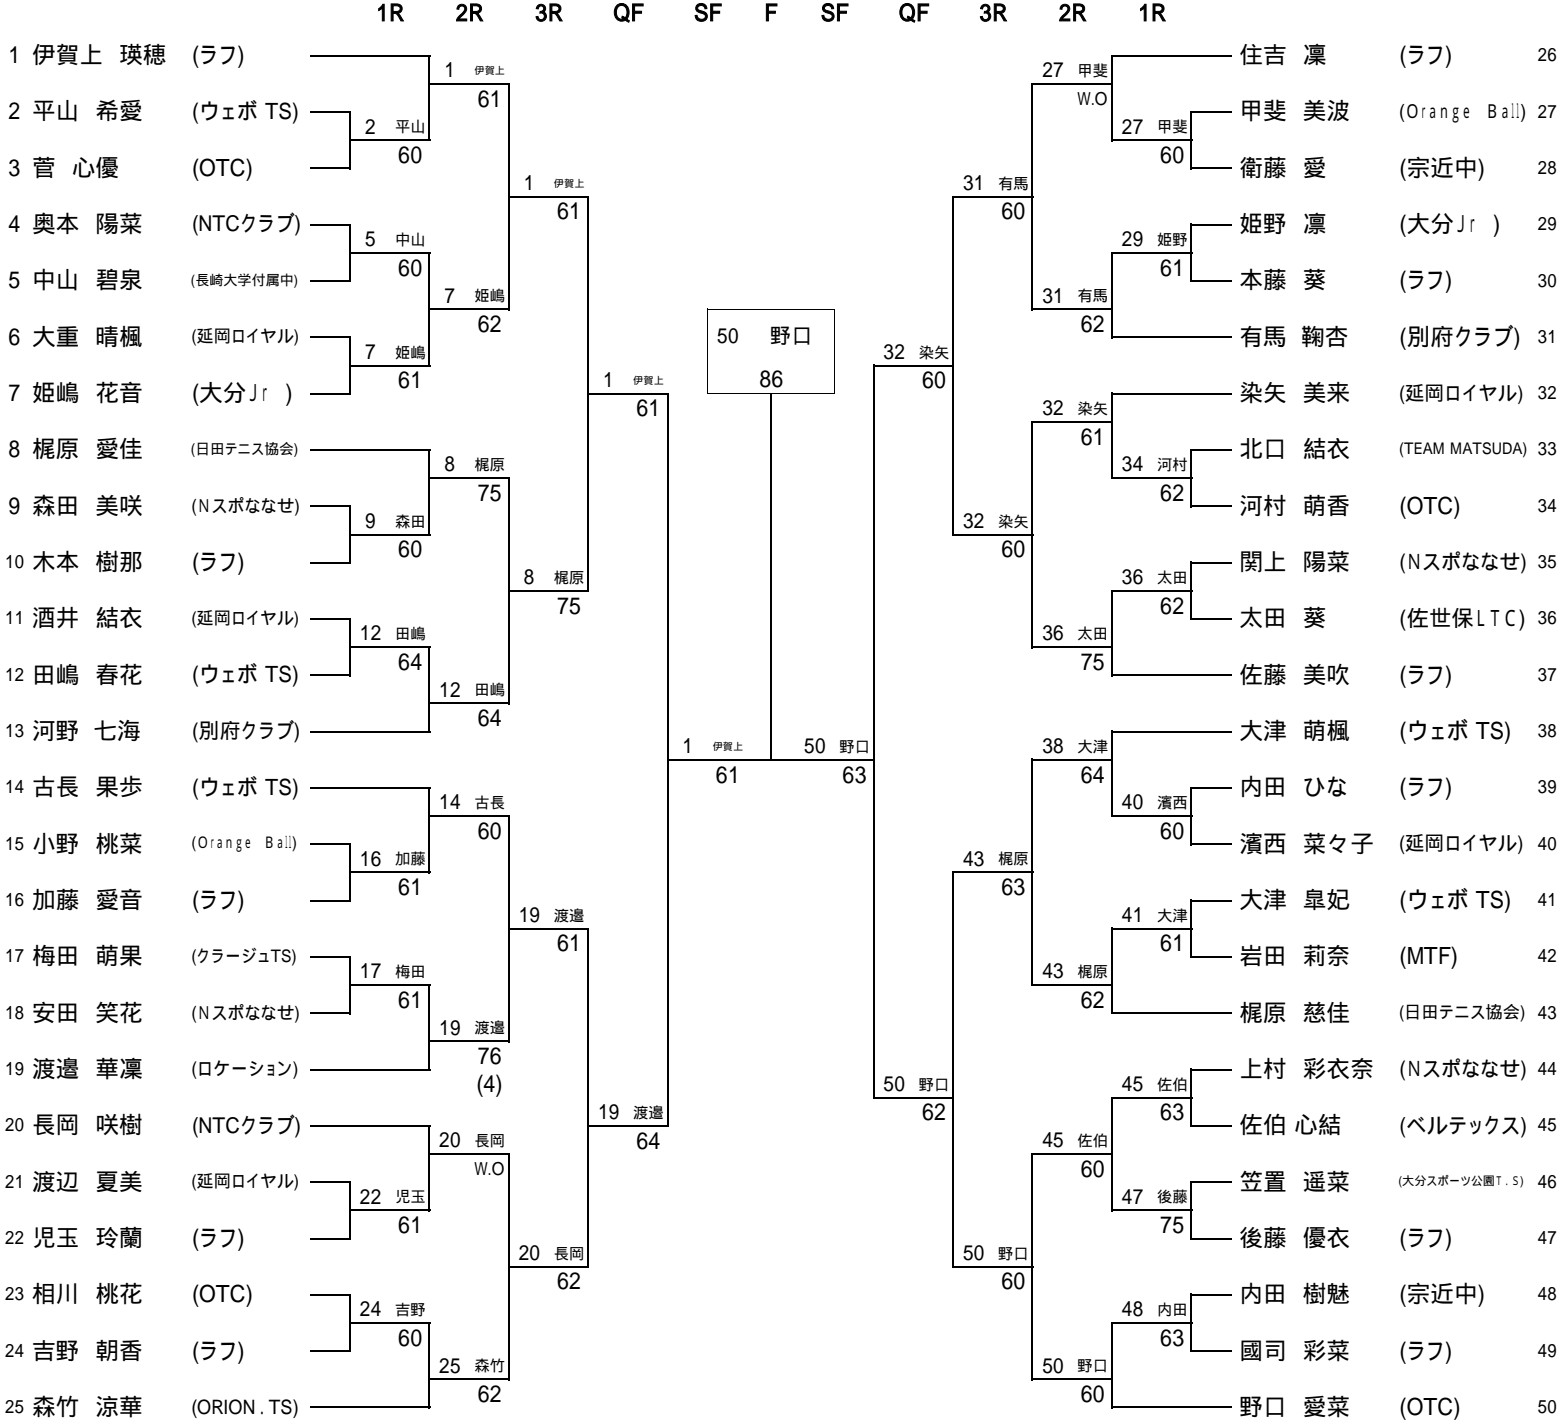 1R 2R 3R QF SF F SF QF 3R 2R 1R
1 伊賀上 瑛穂 (ラフ)
2 平山 希愛 (ウェボ TS)
3 菅 心優 (OTC)
4 奥本 陽菜 (NTCクラブ)
5 中山 碧泉 (長崎大学付属中)
6 大重 晴楓 (延岡ロイヤル)
7 姫嶋 花音 (大分Jr )
8 梶原 愛佳 (日田テニス協会)
9 森田 美咲 (Nスポななせ)
10 木本 樹那 (ラフ)
11 酒井 結衣 (延岡ロイヤル)
12 田嶋 春花 (ウェボ TS)
13 河野 七海 (別府クラブ)
14 古長 果歩 (ウェボ TS)
15 小野 桃菜 (Orange Ball)
16 加藤 愛音 (ラフ)
17 梅田 萌果 (クラージュTS)
18 安田 笑花 (Nスポななせ)
19 渡邉 華凜 (ロケーション)
20 長岡 咲樹 (NTCクラブ)
21 渡辺 夏美 (延岡ロイヤル)
22 児玉 玲蘭 (ラフ)
23 相川 桃花 (OTC)
24 吉野 朝香 (ラフ)
25 森竹 涼華 (ORION.TS)
2 平山
60
5 中山
60
7 姫嶋
61
9 森田
60
12 田嶋
64
16 加藤
61
17 梅田
61
22 児玉
61
24 吉野
60
1 伊賀上
61
7 姫嶋
62
8 梶原
75
12 田嶋
64
14 古長
60
19 渡邉
76
(4)
20 長岡
W.O
25 森竹
62
1 伊賀上
61
8 梶原
75
19 渡邉
61
20 長岡
62
1 伊賀上
61
19 渡邉
64
1 伊賀上
61
50 野口
86
50 野口
63
32 染矢
60
50 野口
62
31 有馬
60
32 染矢
60
43 梶原
63
50 野口
60
27 甲斐
W.O
31 有馬
62
32 染矢
61
36 太田
75
38 大津
64
43 梶原
62
45 佐伯
60
50 野口
60
27 甲斐
60
29 姫野
61
34 河村
62
36 太田
62
40 濱西
60
41 大津
61
45 佐伯
63
47 後藤
75
48 内田
63
住吉 凜 (ラフ) 26
甲斐 美波 (Orange Ball) 27
衛藤 愛 (宗近中) 28
姫野 凛 (大分Jr ) 29
本藤 葵 (ラフ) 30
有馬 鞠杏 (別府クラブ) 31
染矢 美来 (延岡ロイヤル) 32
北口 結衣 (TEAM MATSUDA) 33
河村 萌香 (OTC) 34
関上 陽菜 (Nスポななせ) 35
太田 葵 (佐世保LTC) 36
佐藤 美吹 (ラフ) 37
大津 萌楓 (ウェボ TS) 38
内田 ひな (ラフ) 39
濱西 菜々子 (延岡ロイヤル) 40
大津 皐妃 (ウェボ TS) 41
岩田 莉奈 (MTF) 42
梶原 慈佳 (日田テニス協会) 43
上村 彩衣奈 (Nスポななせ) 44
佐伯 心結 (ベルテックス) 45
笠置 遥菜 (大分スポーツ公園T.S) 46
後藤 優衣 (ラフ) 47
内田 樹魅 (宗近中) 48
國司 彩菜 (ラフ) 49
野口 愛菜 (OTC) 50